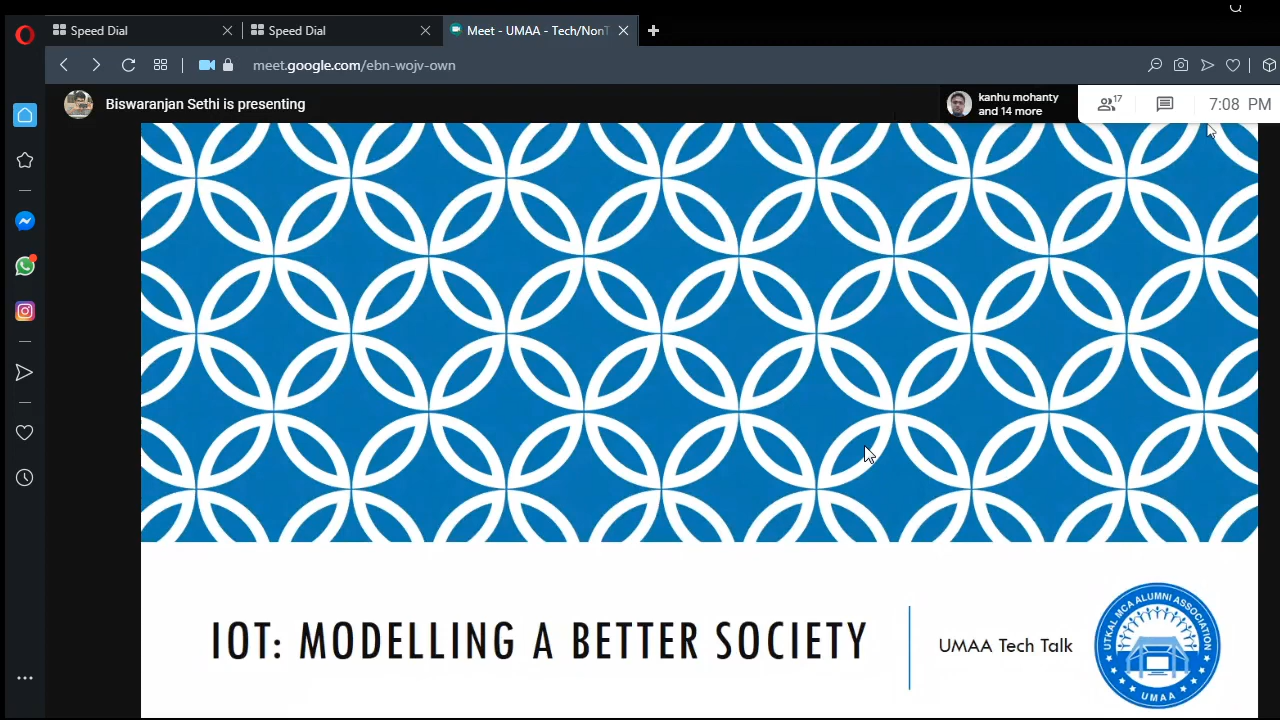 Speed Dial
Speed Dial
Meet - UMAA - Tech/NonT
meet.google.com/ebn-wojv-own
Biswaranjan Sethi is presenting
kanhu mohanty
and 14 more
17
7:08 PM
IOT: MODELLING A BETTER SOCIETY
UMAA Tech Talk
UTKAL MCA ALUMNI ASSOCIATION
UMAA